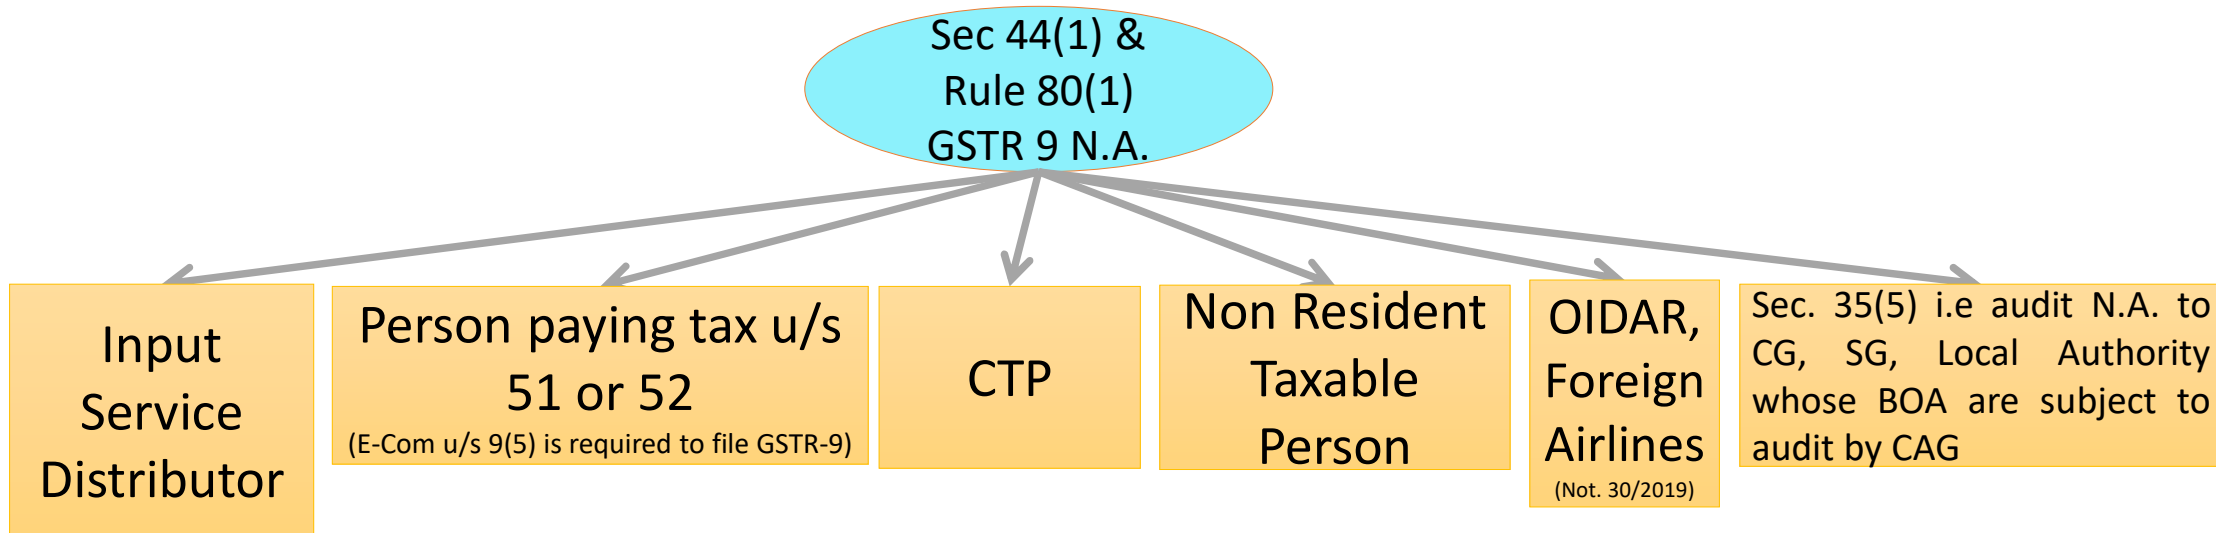 Sec 44(1) &
Rule 80(1)
GSTR 9 N.A.
Input
Service
Distributor
Person paying tax u/s
51 or 52
(E-Com u/s 9(5) is required to file GSTR-9)
CTP
Non Resident
Taxable
Person
OIDAR,
Foreign
Airlines
(Not. 30/2019)
Sec. 35(5) i.e audit N.A. to
CG, SG, Local Authority
whose BOA are subject to
audit by CAG